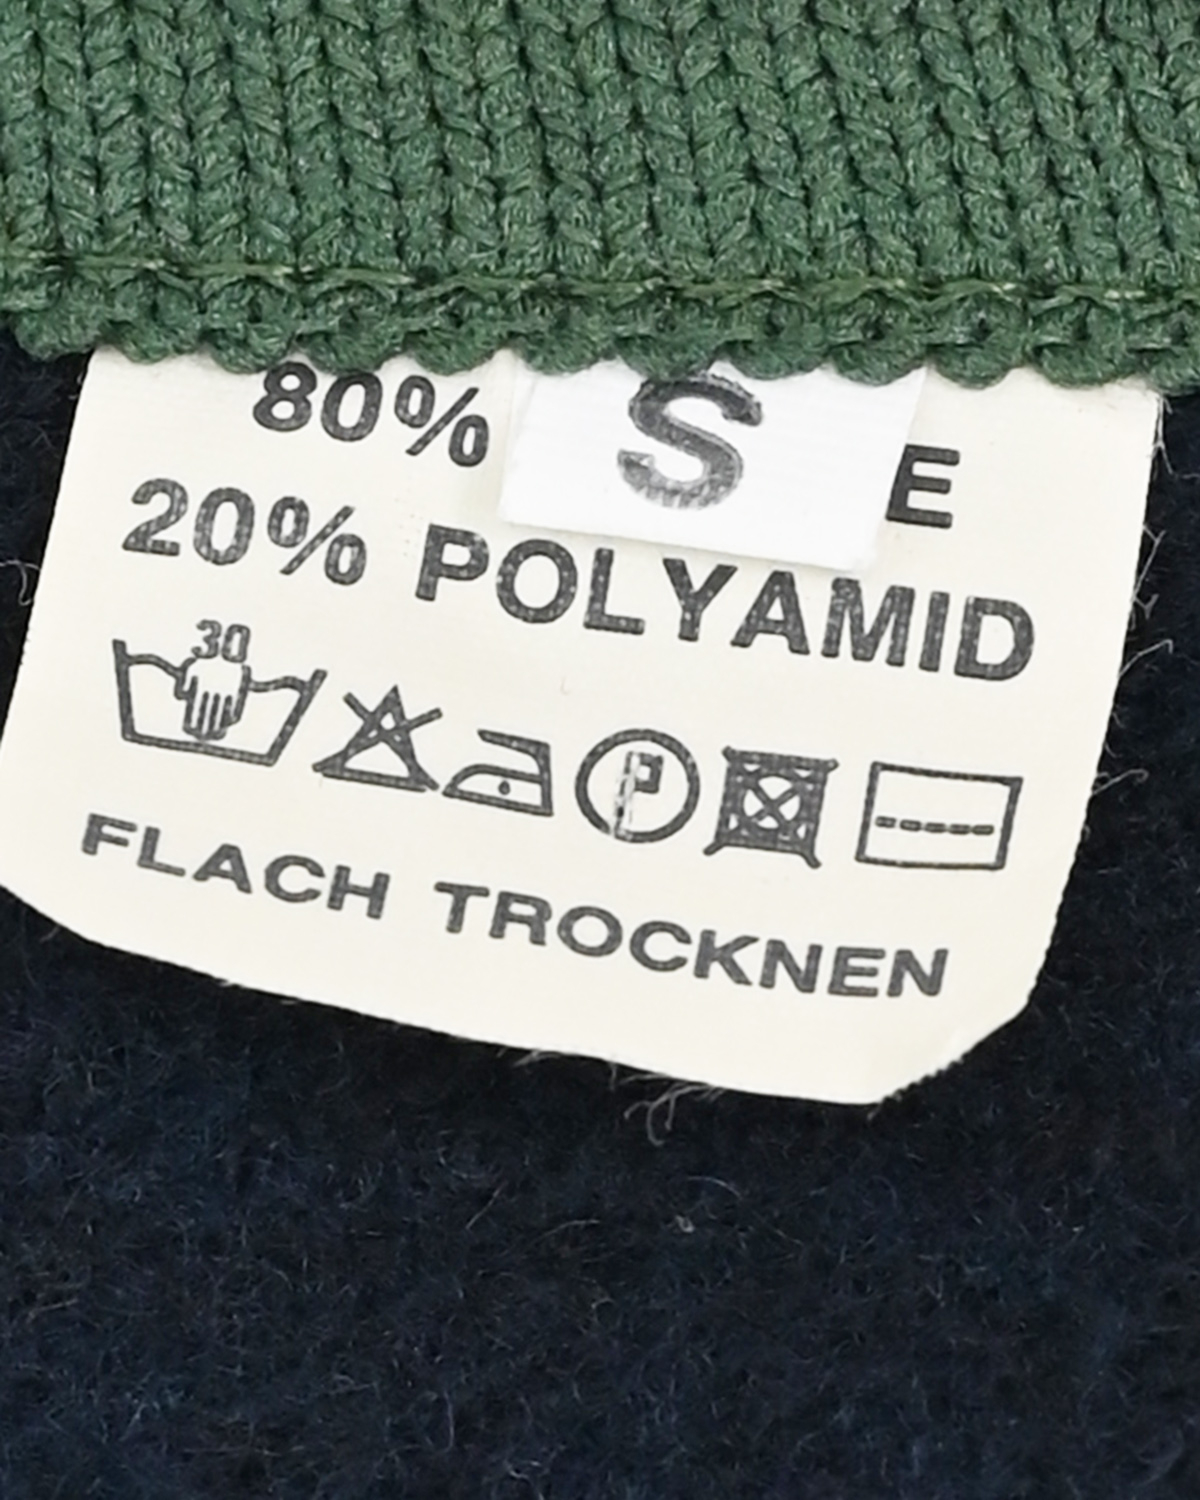 80% S E
20% POLYAMID
30 P
FLACH TROCKNEN